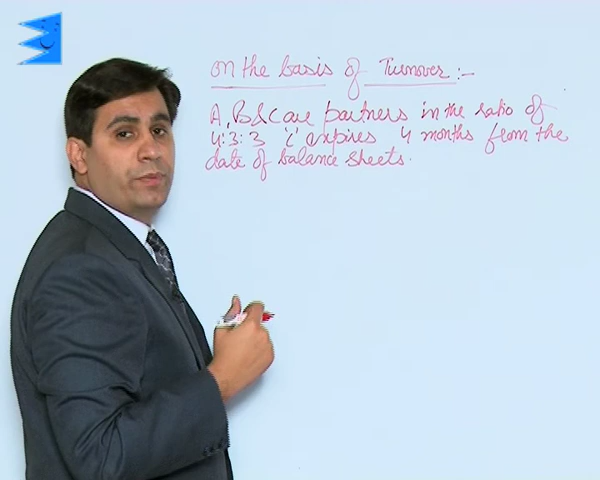 on the basis of Turnover :-
A, B & C are partners in the ratio of
4:3:3 'C' expires 4 months from the
date of balance sheets.